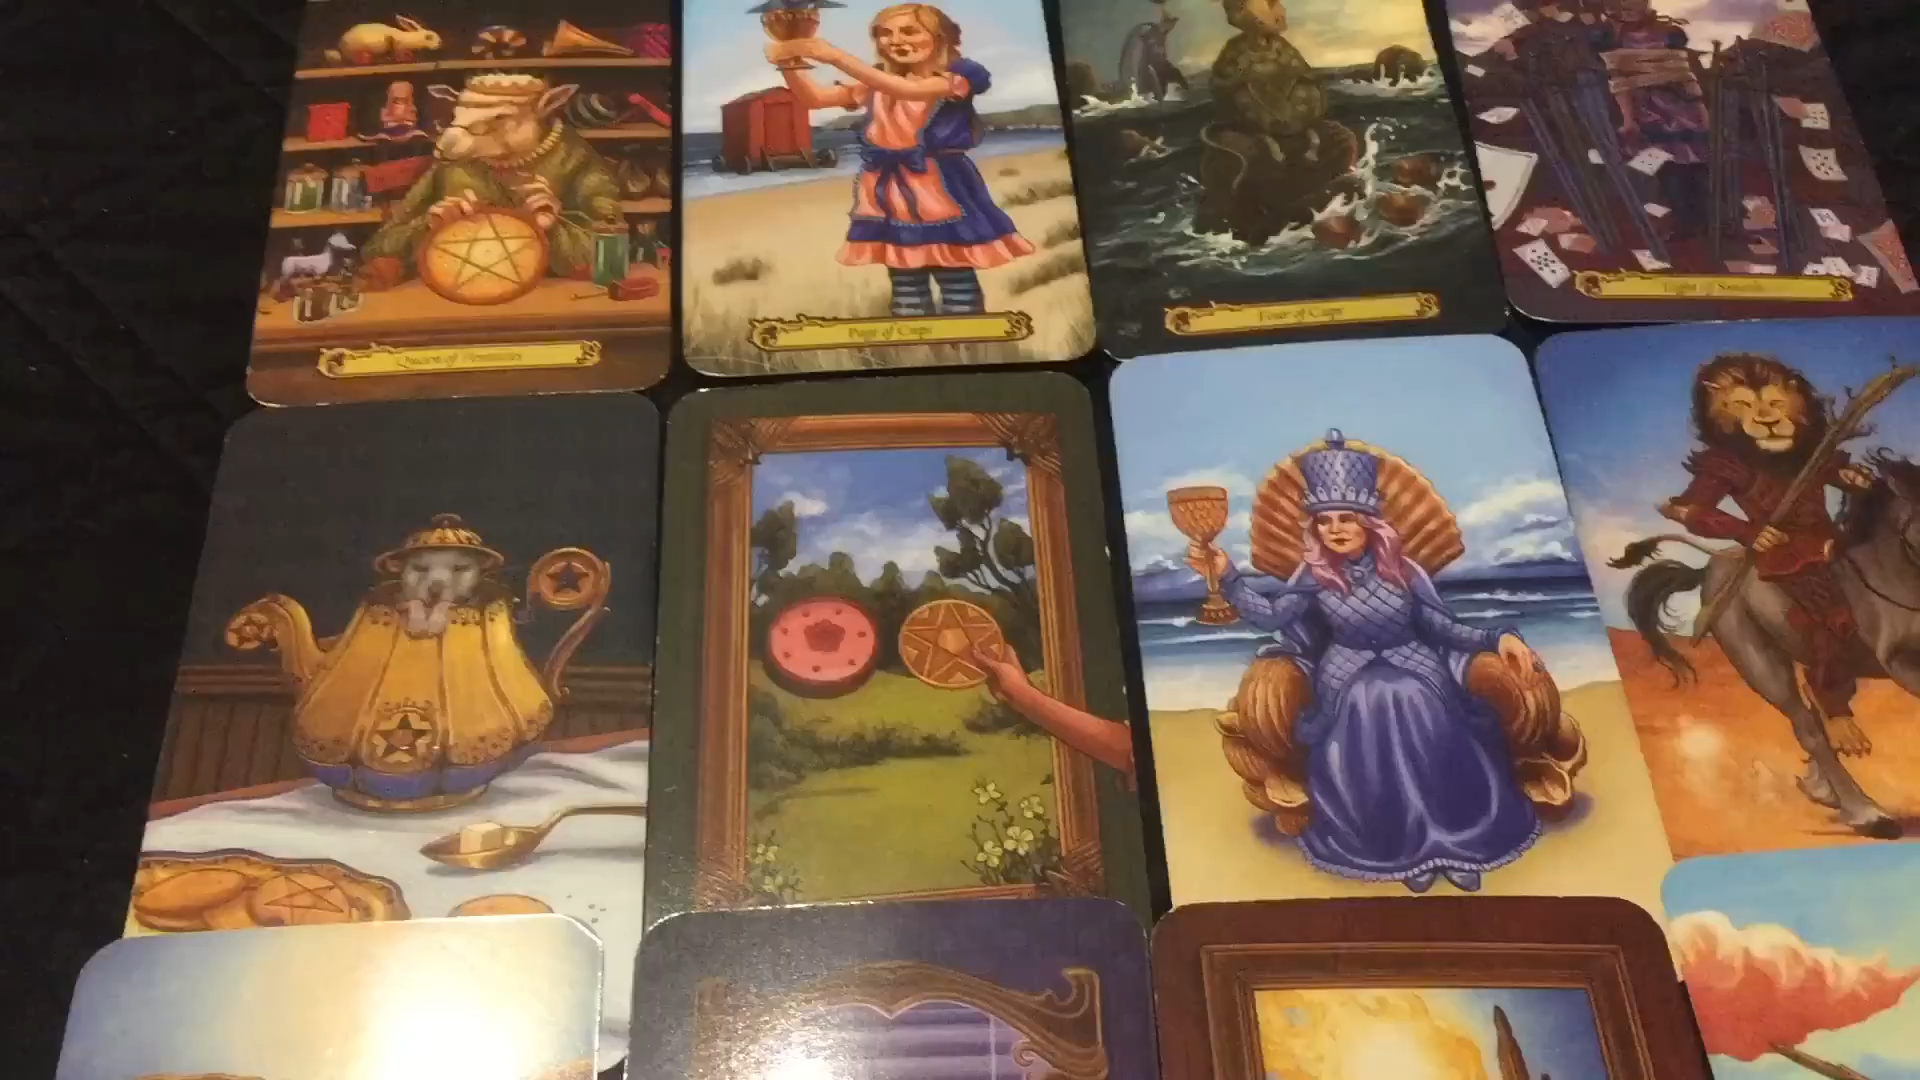 Queen of Pentacles
Page of Cups
Four of Cups
Eight of Swords